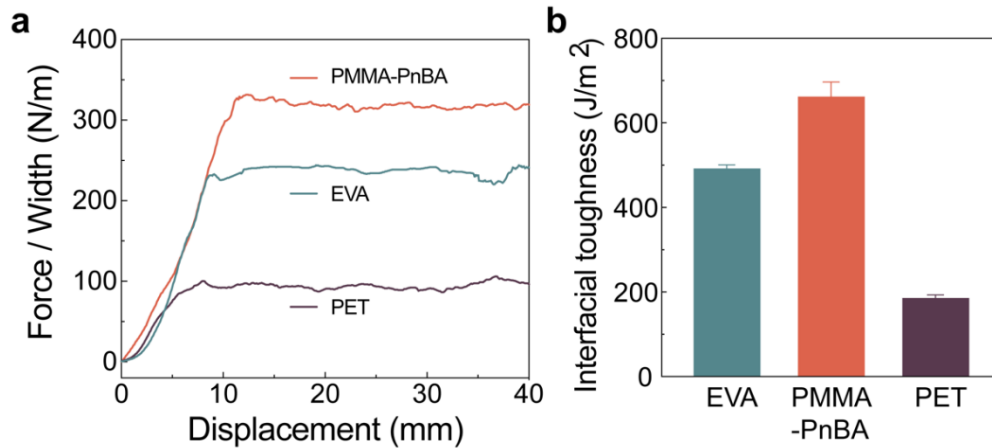 a
400
300
200
100
0
Force / Width (N/m)
PMMA-PnBA
EVA
PET
0 10 20 30 40
Displacement (mm)
b
800
600
400
200
0
Interfacial toughness (J/m²)
EVA PMMA PET
-PnBA